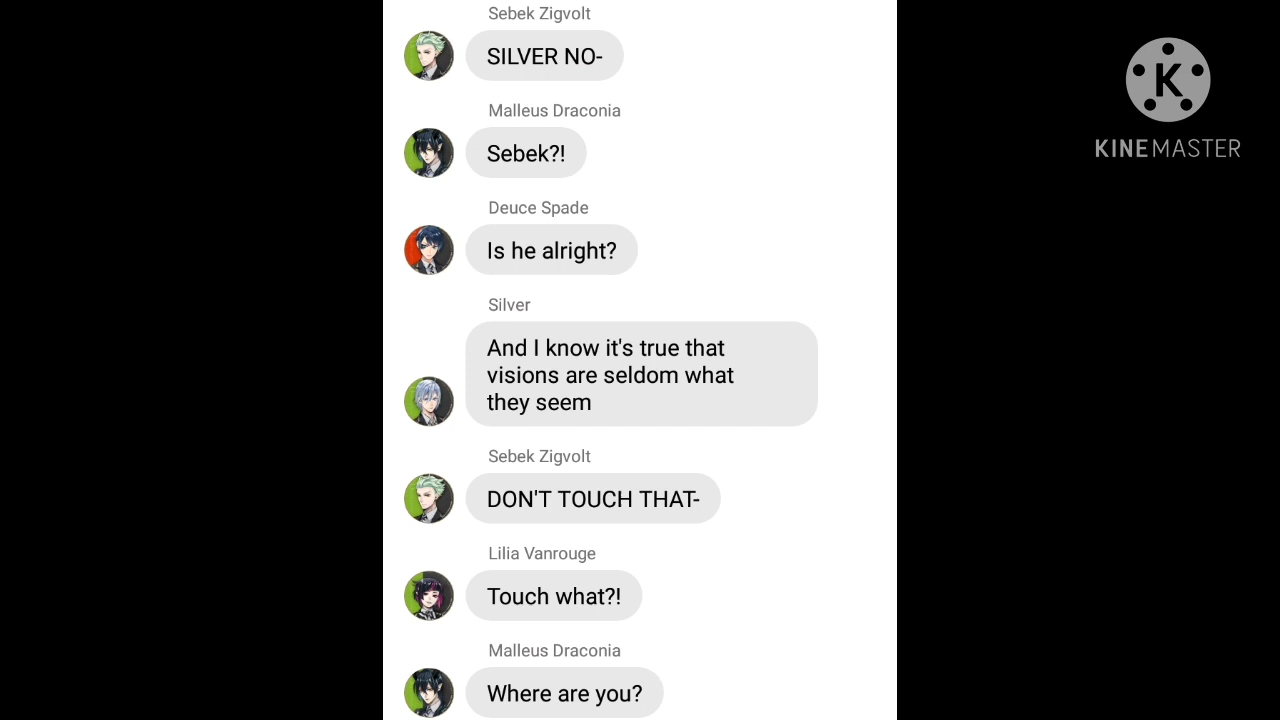 Sebek Zigvolt
SILVER NO-
Malleus Draconia
Sebek?!
Deuce Spade
Is he alright?
Silver
And I know it's true that
visions are seldom what
they seem
Sebek Zigvolt
DON'T TOUCH THAT-
Lilia Vanrouge
Touch what?!
Malleus Draconia
Where are you?
K
KINEMASTER